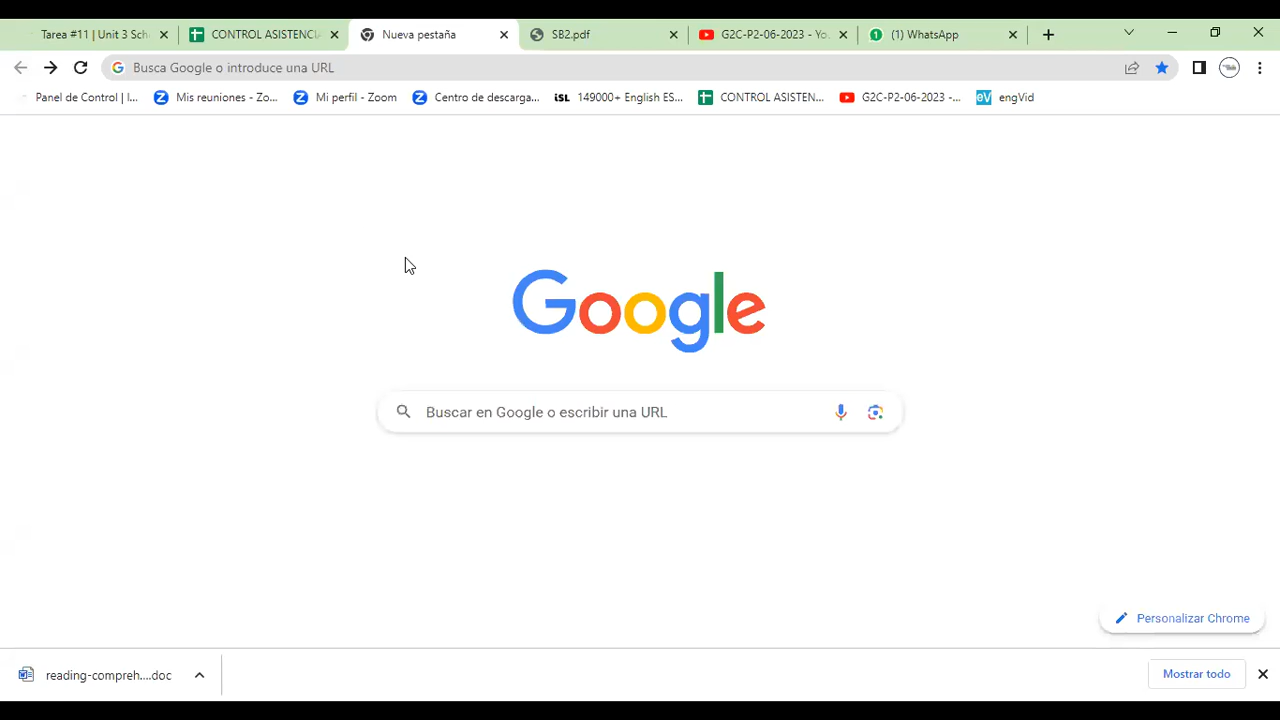 Tarea #11 | Unit 3 Sch
CONTROL ASISTENCI
Nueva pestaña
SB2.pdf
G2C-P2-06-2023 - Yo
1
(1) WhatsApp
Busca Google o introduce una URL
Panel de Control | I...
Mis reuniones - Zo...
Mi perfil - Zoom
Centro de descarga...
iSL 149000+ English ES...
CONTROL ASISTEN...
G2C-P2-06-2023 -...
eV engVid
Google
Buscar en Google o escribir una URL
Personalizar Chrome
reading-compreh....doc
Mostrar todo